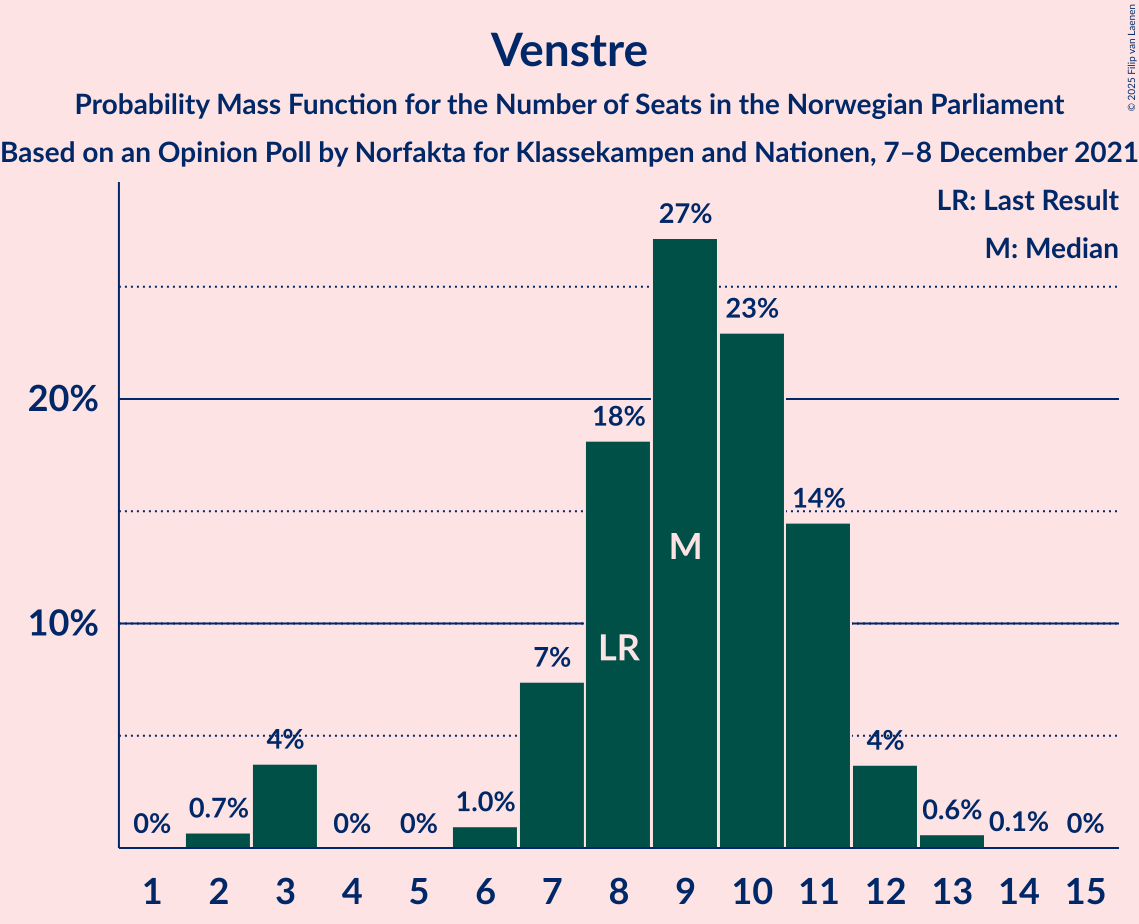 Venstre
Probability Mass Function for the Number of Seats in the Norwegian Parliament
Based on an Opinion Poll by Norfakta for Klassekampen and Nationen, 7–8 December 2021
© 2025 Filip van Laenen
LR: Last Result
M: Median
20%
10%
0%
0.7%
4%
0%
0%
1.0%
7%
18%
27%
23%
14%
4%
0.6%
0.1%
0%
LR
M
1 2 3 4 5 6 7 8 9 10 11 12 13 14 15